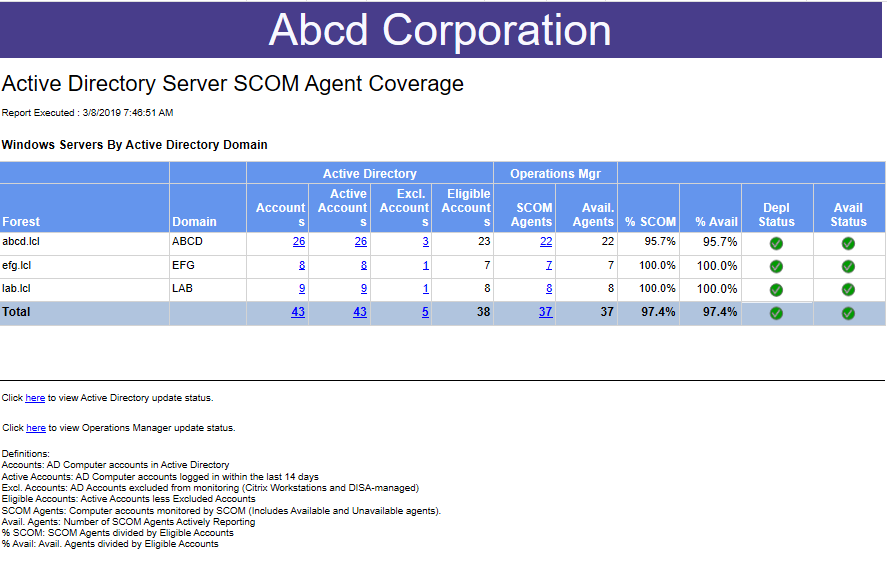 Abcd Corporation
Active Directory Server SCOM Agent Coverage
Report Executed : 3/8/2019 7:46:51 AM
Windows Servers By Active Directory Domain
Active Directory Operations Mgr
Forest Domain Account s Active Account s Excl. Account s Eligible Account s SCOM Agents Avail. Agents % SCOM % Avail Depl Status Avail Status
abcd.lcl ABCD 26 26 3 23 22 22 95.7% 95.7%
efg.lcl EFG 8 8 1 7 7 7 100.0% 100.0%
lab.lcl LAB 9 9 1 8 8 8 100.0% 100.0%
Total 43 43 5 38 37 37 97.4% 97.4%
Click here to view Active Directory update status.
Click here to view Operations Manager update status.
Definitions:
Accounts: AD Computer accounts in Active Directory
Active Accounts: AD Computer accounts logged in within the last 14 days
Excl. Accounts: AD Accounts excluded from monitoring (Citrix Workstations and DISA-managed)
Eligible Accounts: Active Accounts less Excluded Accounts
SCOM Agents: Computer accounts monitored by SCOM (Includes Available and Unavailable agents).
Avail. Agents: Number of SCOM Agents Actively Reporting
% SCOM: SCOM Agents divided by Eligible Accounts
% Avail: Avail. Agents divided by Eligible Accounts